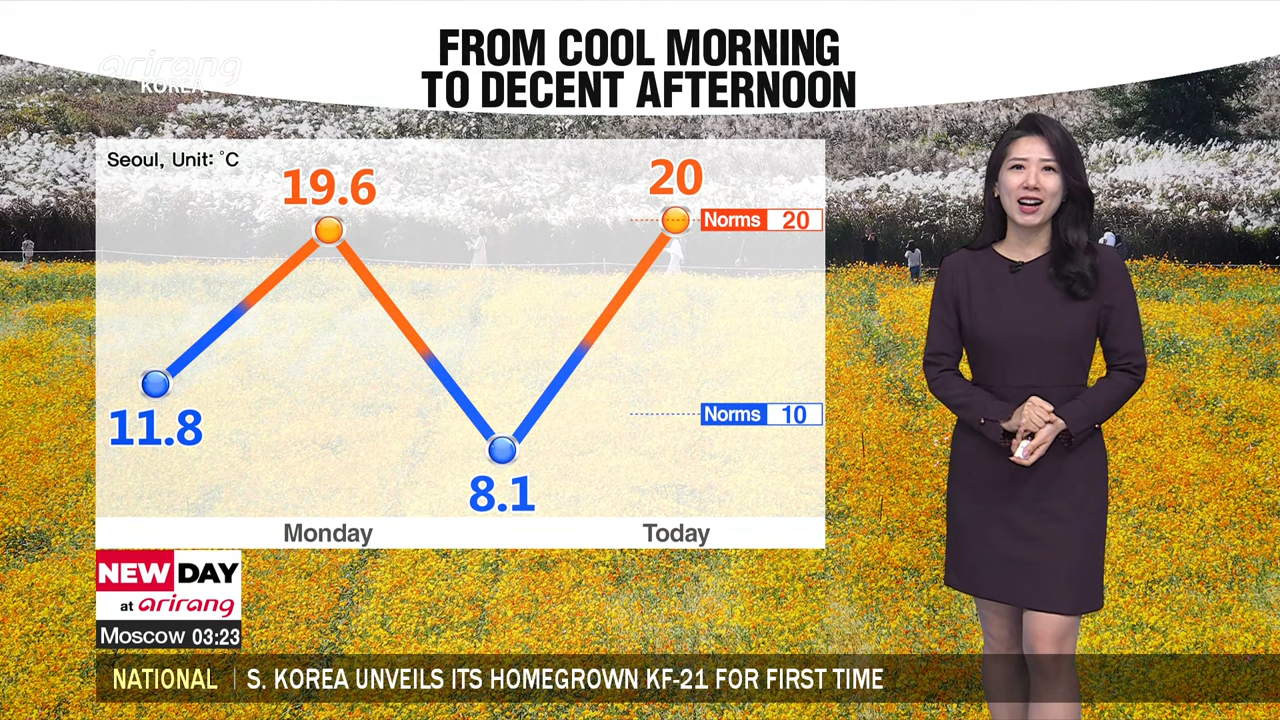 FROM COOL MORNING
TO DECENT AFTERNOON
arirang
KOREA
Seoul, Unit: °C
19.6
20
Norms 20
11.8
Norms 10
8.1
Monday
Today
NEW DAY
at arirang
Moscow 03:23
NATIONAL | S. KOREA UNVEILS ITS HOMEGROWN KF-21 FOR FIRST TIME